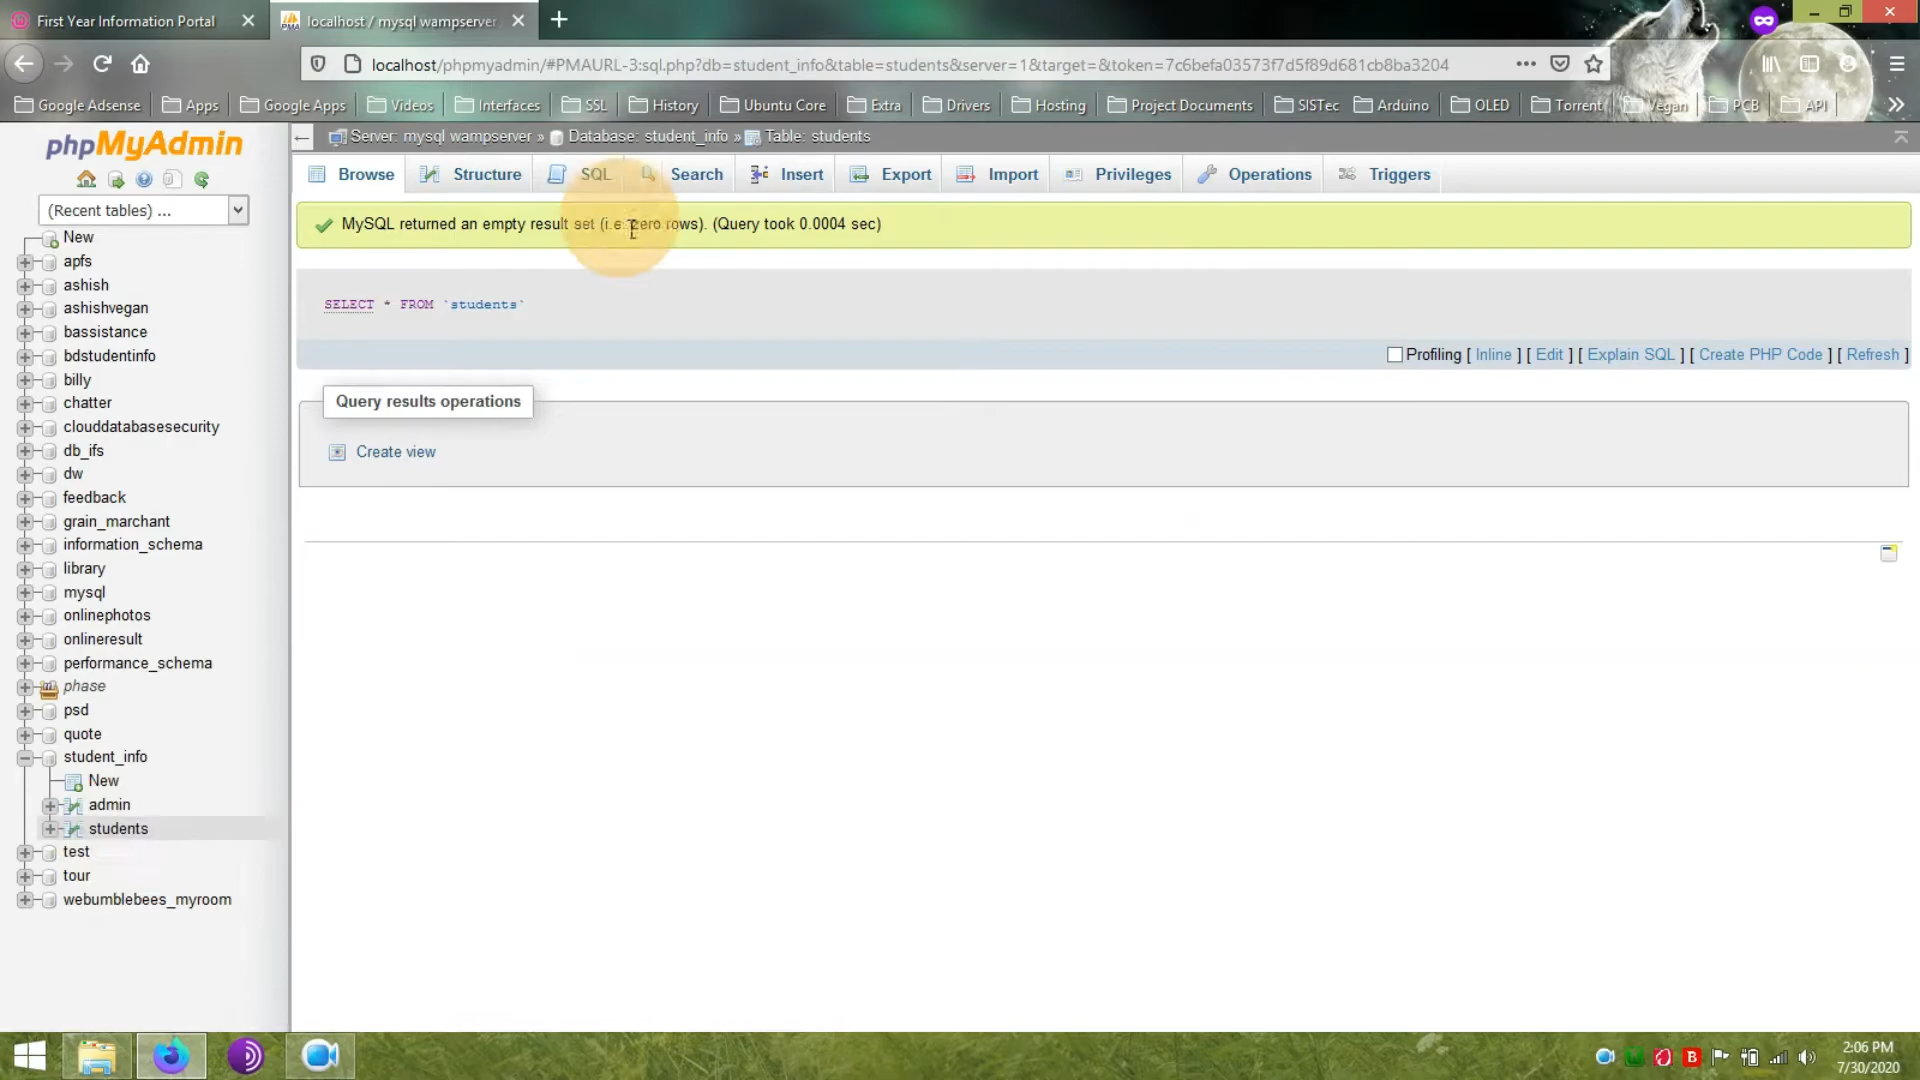 First Year Information Portal
localhost / mysql wampserver
localhost/phpmyadmin/#PMAURL-3:sql.php?db=student_info&table=students&server=1&target=&token=7c6befa03573f7d5f89d681cb8ba3204
Google Adsense Apps Google Apps Videos Interfaces SSL History Ubuntu Core Extra Drivers Hosting Project Documents SISTec Arduino OLED Torrent Vegan PCB API
phpMyAdmin
(Recent tables) ...
New
apfs
ashish
ashishvegan
bassistance
bdstudentinfo
billy
chatter
clouddatabasesecurity
db_ifs
dw
feedback
grain_marchant
information_schema
library
mysql
onlinephotos
onlineresult
performance_schema
phase
psd
quote
student_info
New
admin
students
test
tour
webumblebees_myroom
Server: mysql wampserver » Database: student_info » Table: students
Browse Structure SQL Search Insert Export Import Privileges Operations Triggers
MySQL returned an empty result set (i.e. zero rows). (Query took 0.0004 sec)
SELECT * FROM `students`
Profiling [ Inline ] [ Edit ] [ Explain SQL ] [ Create PHP Code ] [ Refresh ]
Query results operations
Create view
2:06 PM
7/30/2020